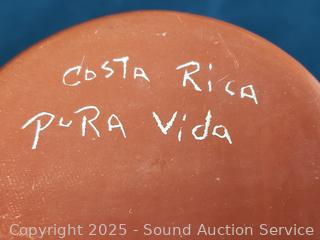 COSTA RICA
PURA Vida
Copyright 2025 - Sound Auction Service